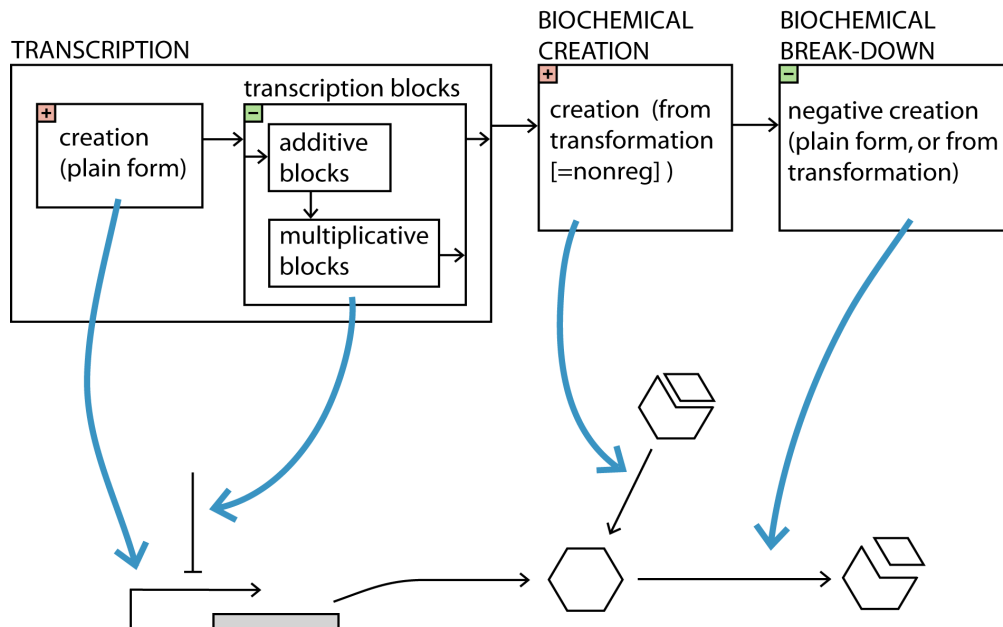 TRANSCRIPTION
+
creation
(plain form)
transcription blocks
−
additive
blocks
multiplicative
blocks
BIOCHEMICAL
CREATION
+
creation (from
transformation
[=nonreg] )
BIOCHEMICAL
BREAK-DOWN
−
negative creation
(plain form, or from
transformation)